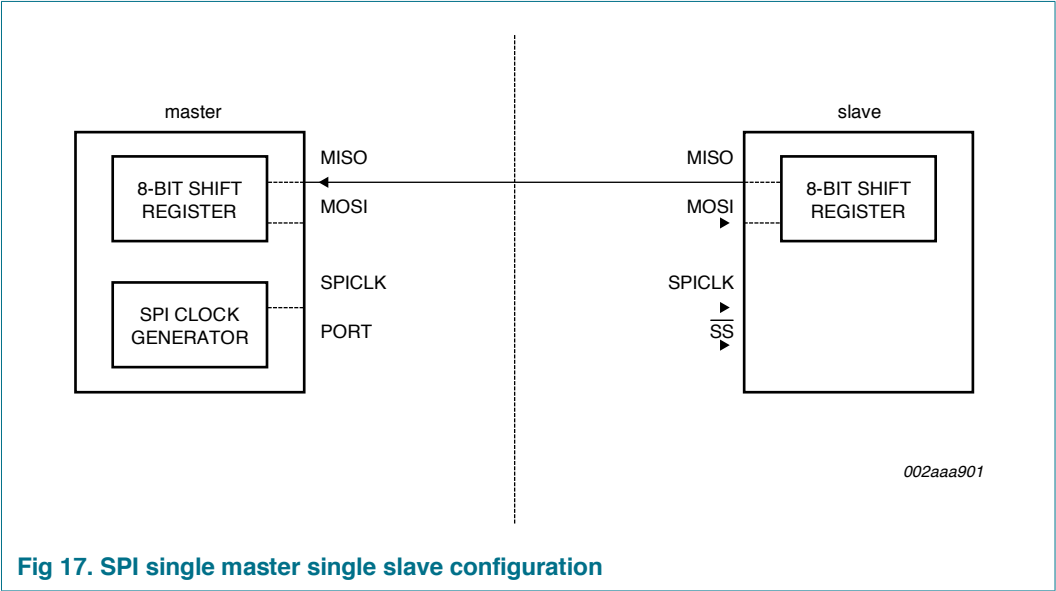 master
slave
8-BIT SHIFT
REGISTER
MISO
MOSI
SPI CLOCK
GENERATOR
SPICLK
PORT
MISO
MOSI
SPICLK
S̅S̅
8-BIT SHIFT
REGISTER
002aaa901
Fig 17. SPI single master single slave configuration